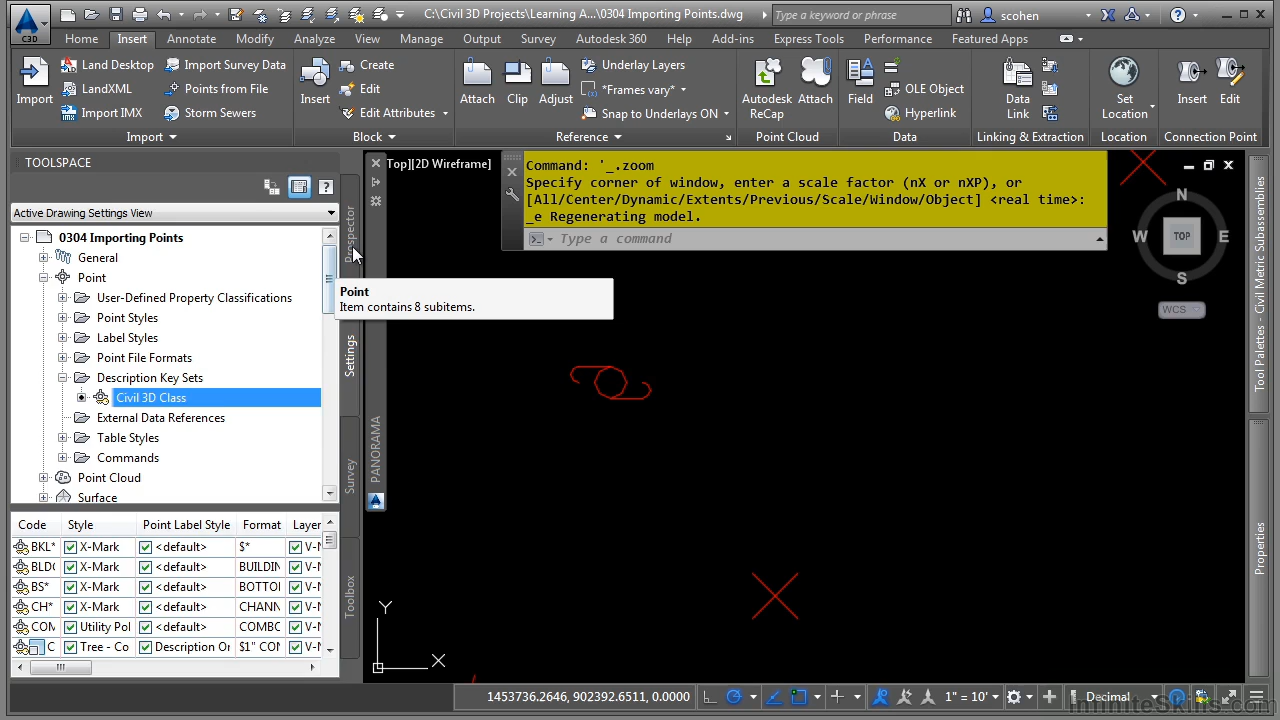 C:\Civil 3D Projects\Learning A...\0304 Importing Points.dwg
Type a keyword or phrase
scohen
C3D
Home Insert Annotate Modify Analyze View Manage Output Survey Autodesk 360 Help Add-ins Express Tools Performance Featured Apps
Import
Land Desktop
LandXML
Import IMX
Import Survey Data
Points from File
Storm Sewers
Insert
Create
Edit
Edit Attributes
Attach
Clip
Adjust
Underlay Layers
*Frames vary*
Snap to Underlays ON
Autodesk
ReCap
Attach
Field
OLE Object
Hyperlink
Data
Link
Set
Location
Insert
Edit
Import Block Reference Point Cloud Data Linking & Extraction Location Connection Point
TOOLSPACE
Active Drawing Settings View
0304 Importing Points
General
Point
User-Defined Property Classifications
Point Styles
Label Styles
Point File Formats
Description Key Sets
Civil 3D Class
External Data References
Table Styles
Commands
Point Cloud
Surface
Prospector
Settings
Survey
Toolbox
Point
Item contains 8 subitems.
Code Style Point Label Style Format Layer
BKL* X-Mark <default> $* V-N
BLDG X-Mark <default> BUILDIN V-N
BS* X-Mark <default> BOTTO V-N
CH* X-Mark <default> CHANN V-N
COM Utility Pol <default> COMBO V-N
C Tree - Co Description Or $1" CON V-N
PANORAMA
Top][2D Wireframe]
Command: '_.zoom
Specify corner of window, enter a scale factor (nX or nXP), or
[All/Center/Dynamic/Extents/Previous/Scale/Window/Object] <real time>:
_e Regenerating model.
Type a command
N
W TOP E
S
WCS
Tool Palettes - Civil Metric Subassemblies
Properties
Y
X
1453736.2646, 902392.6511, 0.0000
1" = 10'
Decimal
InfiniteSkills.com